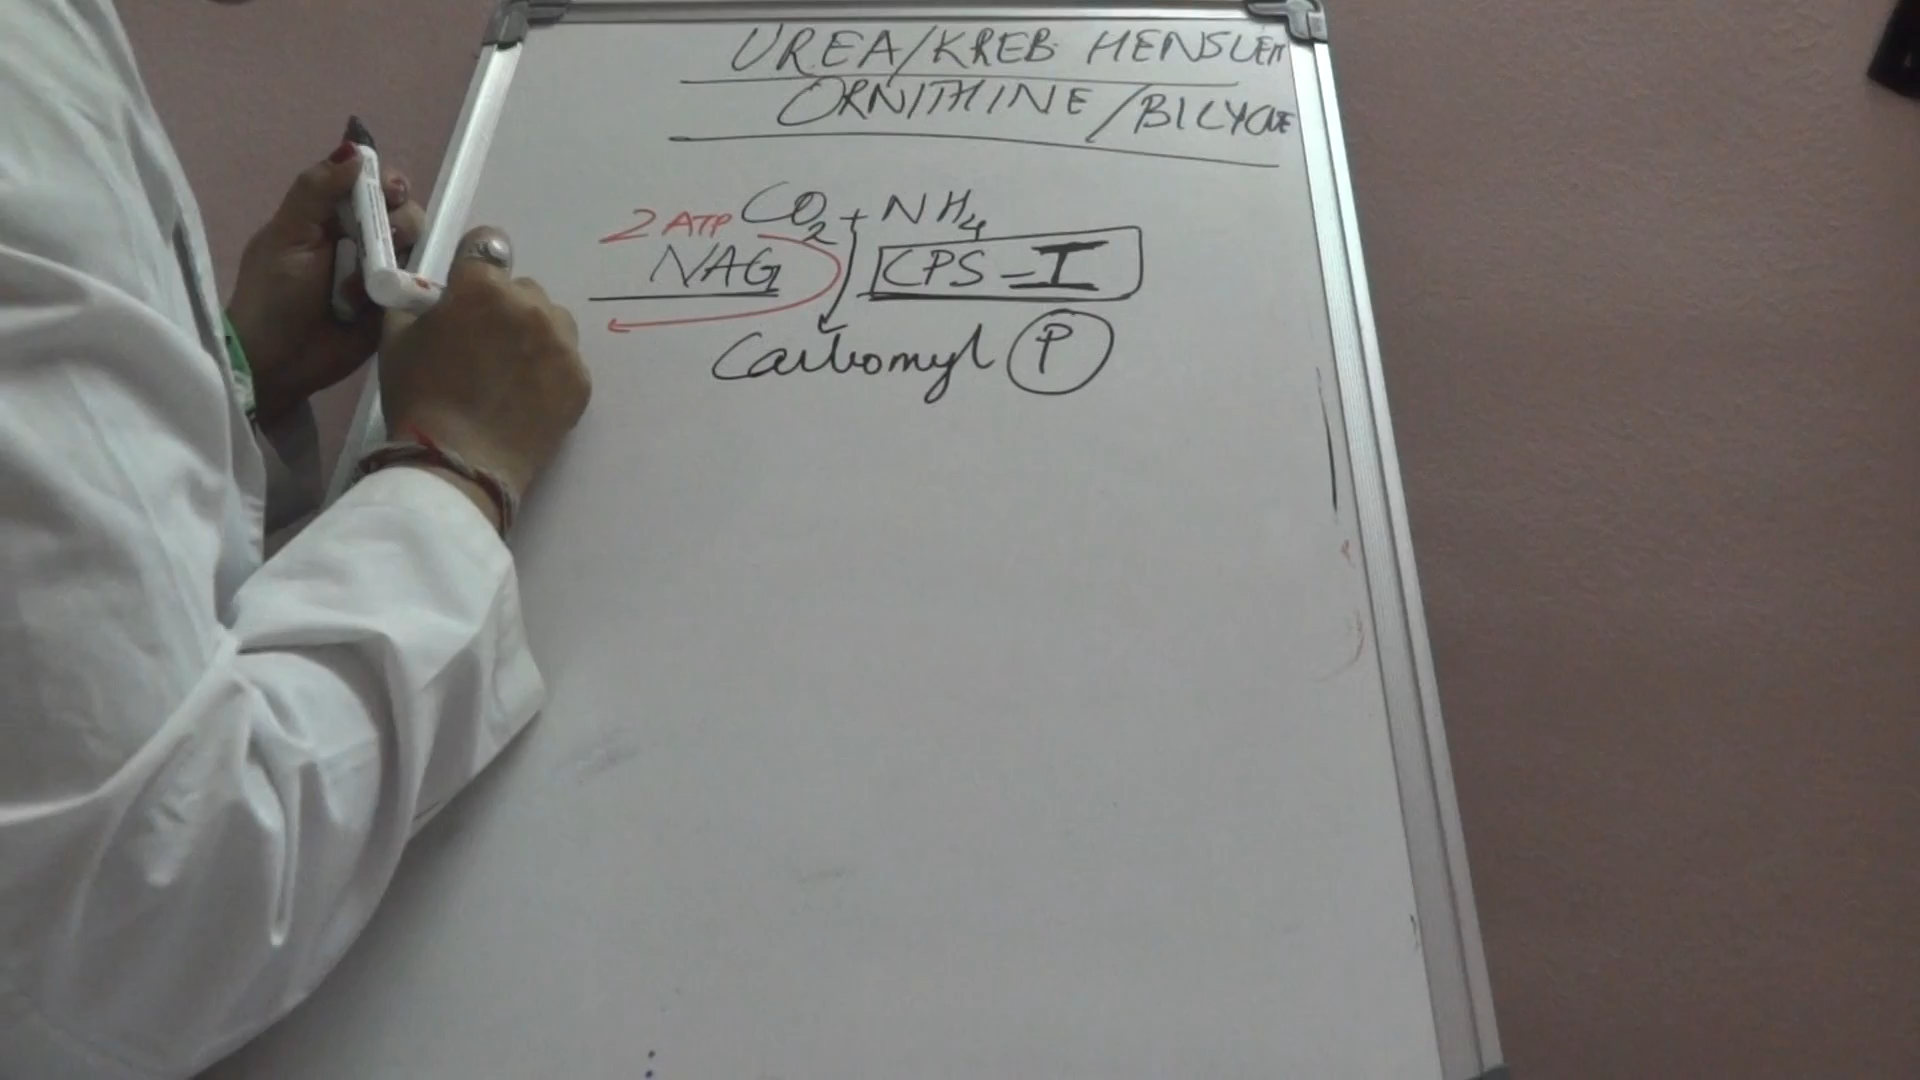 UREA/KREB HENSLEIT
ORNITHINE/BICYCLE
2 ATP CO2 + NH4
NAG CPS-I
Carbomyl P